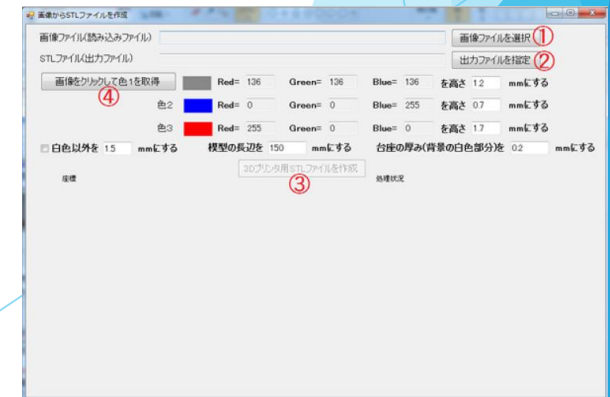 画像からSTLファイルを作成
画像ファイル(読み込みファイル) 画像ファイルを選択 ①
STLファイル(出力ファイル) 出力ファイルを指定 ②
画像をクリックして色1を取得 Red= 136 Green= 136 Blue= 136 を高さ 1.2 mmにする
④
色2 Red= 0 Green= 0 Blue= 255 を高さ 0.7 mmにする
色3 Red= 255 Green= 0 Blue= 0 を高さ 1.7 mmにする
白色以外を 1.5 mmにする 模型の長辺を 150 mmにする 台座の厚み(背景の白色部分)を 0.2 mmにする
3Dプリンタ用STLファイルを作成
座標 ③ 処理状況